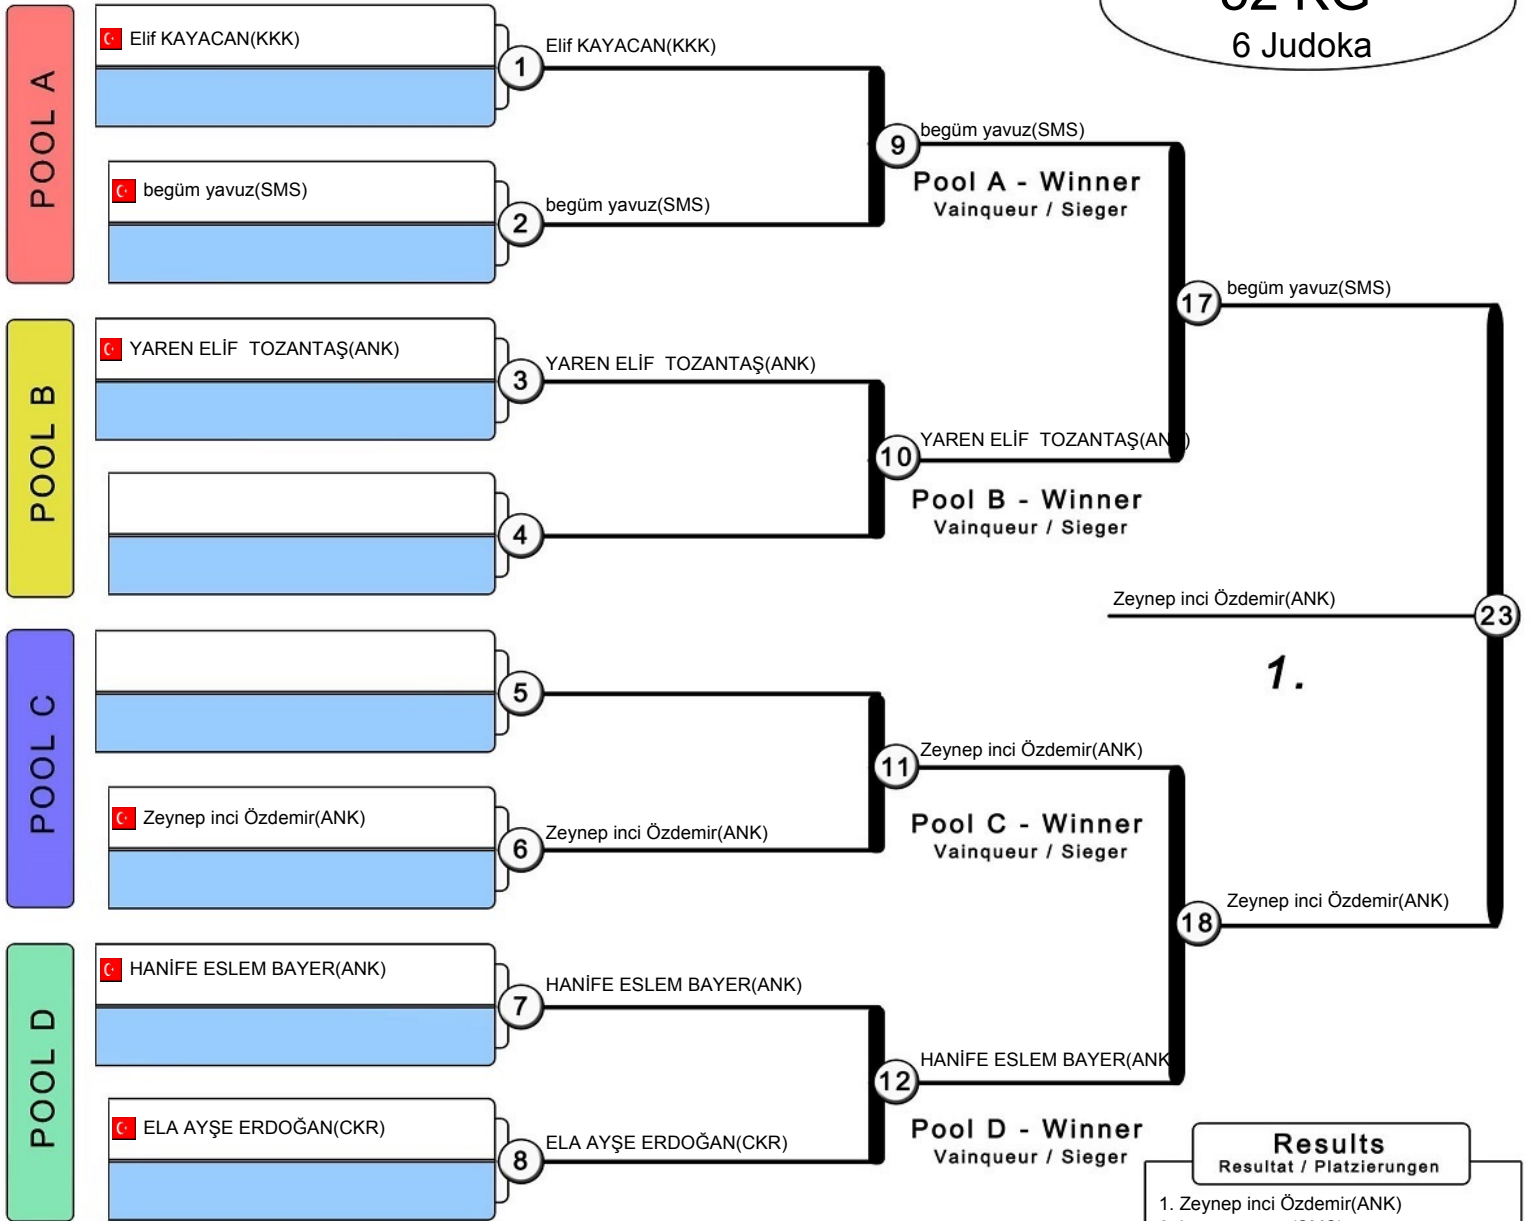 6 Judoka
POOL A
Elif KAYACAN(KKK)
1
Elif KAYACAN(KKK)
begüm yavuz(SMS)
2
begüm yavuz(SMS)
9
begüm yavuz(SMS)
Pool A - Winner
Vainqueur / Sieger
17
begüm yavuz(SMS)
POOL B
YAREN ELİF  TOZANTAŞ(ANK)
3
YAREN ELİF  TOZANTAŞ(ANK)
4
10
YAREN ELİF  TOZANTAŞ(AN )
Pool B - Winner
Vainqueur / Sieger
Zeynep inci Özdemir(ANK)
23
1.
POOL C
5
Zeynep inci Özdemir(ANK)
6
Zeynep inci Özdemir(ANK)
11
Zeynep inci Özdemir(ANK)
Pool C - Winner
Vainqueur / Sieger
18
Zeynep inci Özdemir(ANK)
POOL D
HANİFE ESLEM BAYER(ANK)
7
HANİFE ESLEM BAYER(ANK)
ELA AYŞE ERDOĞAN(CKR)
8
ELA AYŞE ERDOĞAN(CKR)
12
HANİFE ESLEM BAYER(ANK
Pool D - Winner
Vainqueur / Sieger
Results
Resultat / Platzierungen
1. Zeynep inci Özdemir(ANK)